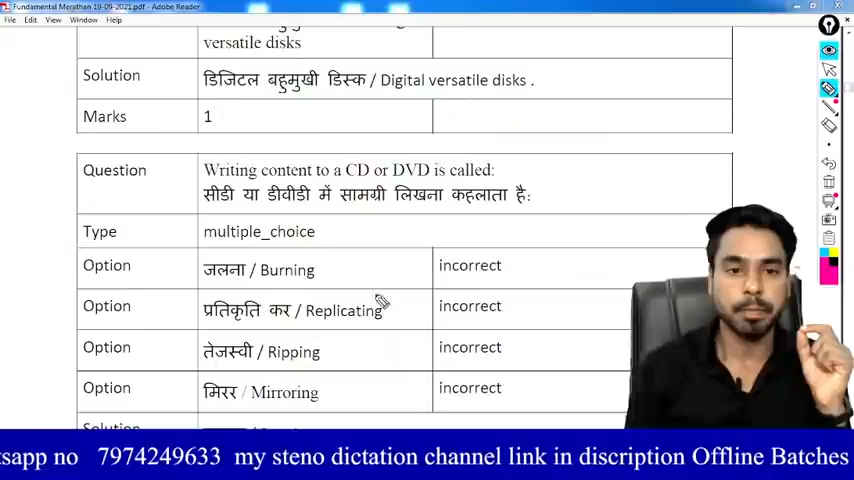 Fundamental Merathan 19-09-2021.pdf - Adobe Reader
File Edit View Window Help
versatile disks
Solution डिजिटल बहुमुखी डिस्क / Digital versatile disks .
Marks 1
Question Writing content to a CD or DVD is called:
सीडी या डीवीडी में सामग्री लिखना कहलाता है:
Type multiple_choice
Option जलना / Burning incorrect
Option प्रतिकृति कर / Replicating incorrect
Option तेजस्वी / Ripping incorrect
Option मिरर / Mirroring incorrect
Solution
tsapp no 7974249633 my steno dictation channel link in discription Offline Batches